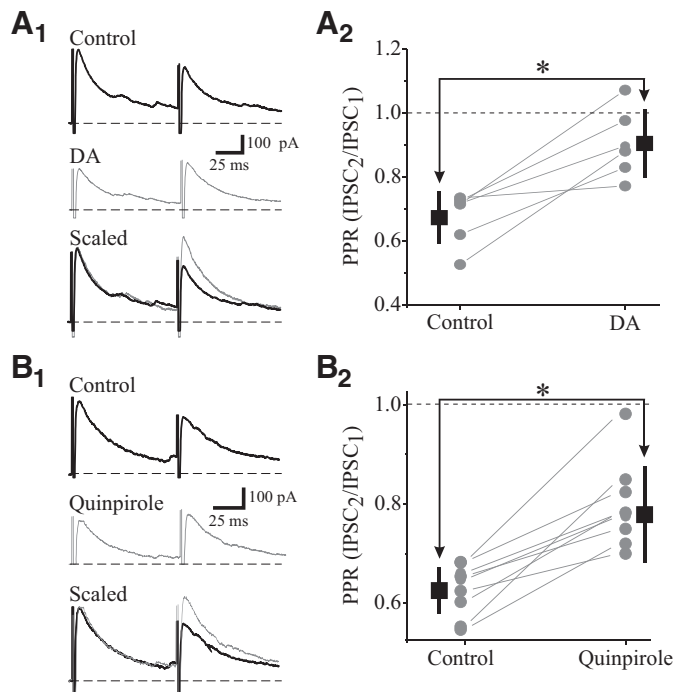 A1
Control
DA
100 pA
25 ms
Scaled
A2
PPR (IPSC2/IPSC1)
1.2
1.0
0.8
0.6
0.4
*
Control
DA
B1
Control
Quinpirole
100 pA
25 ms
Scaled
B2
PPR (IPSC2/IPSC1)
1.0
0.8
0.6
*
Control
Quinpirole